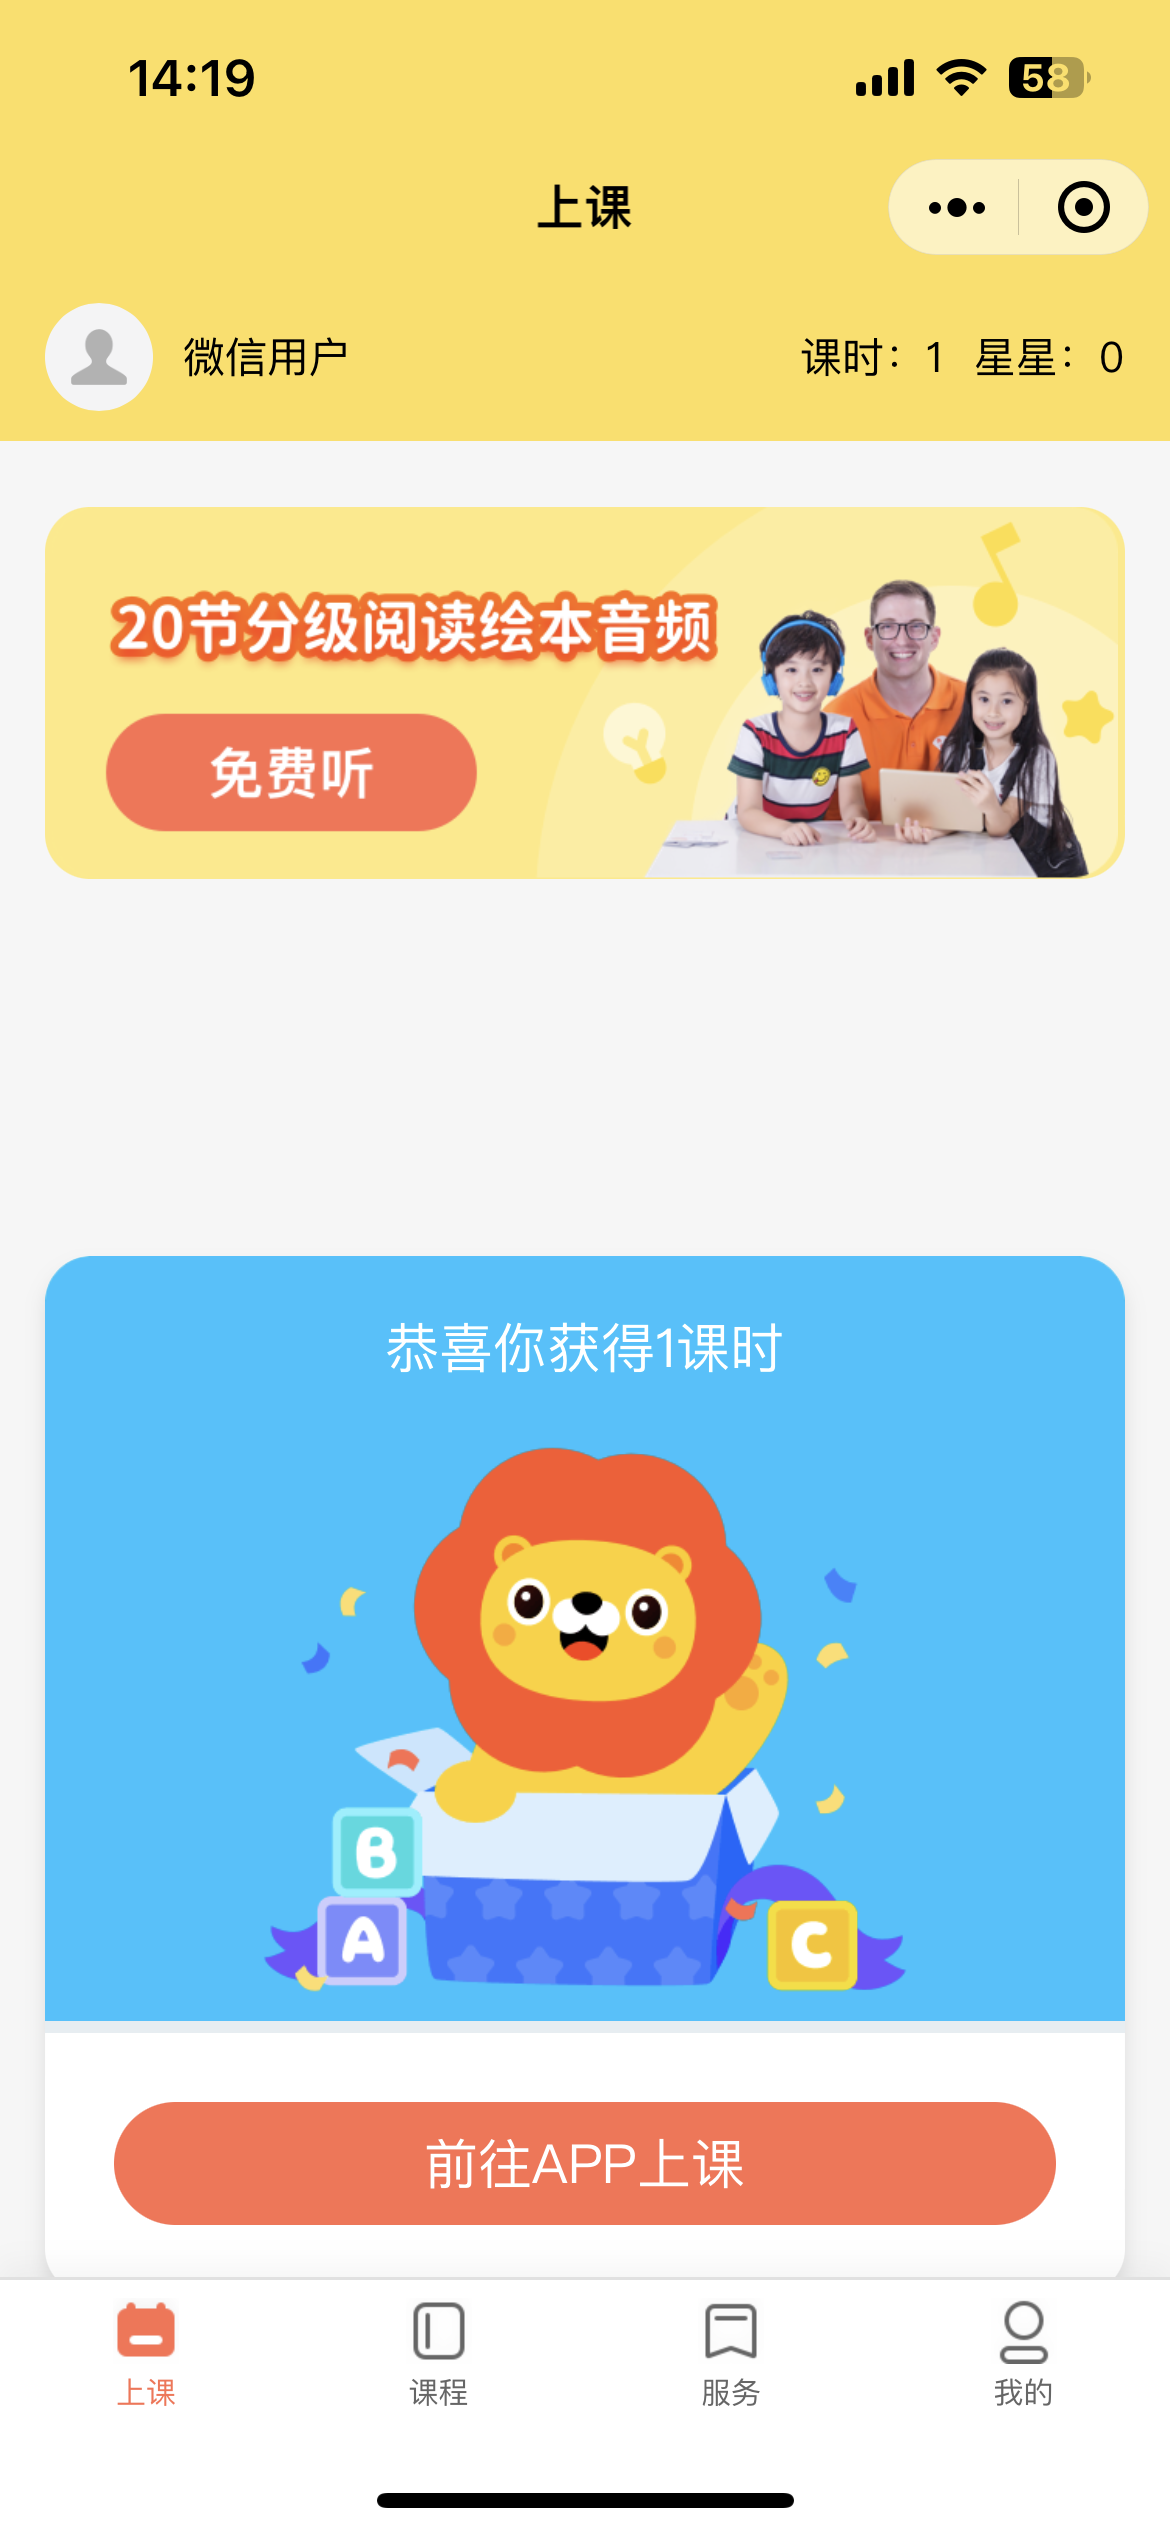 14:19
58
上课
微信用户
课时：1 星星：0
20节分级阅读绘本音频
免费听
恭喜你获得1课时
B
A
C
前往APP上课
上课
课程
服务
我的